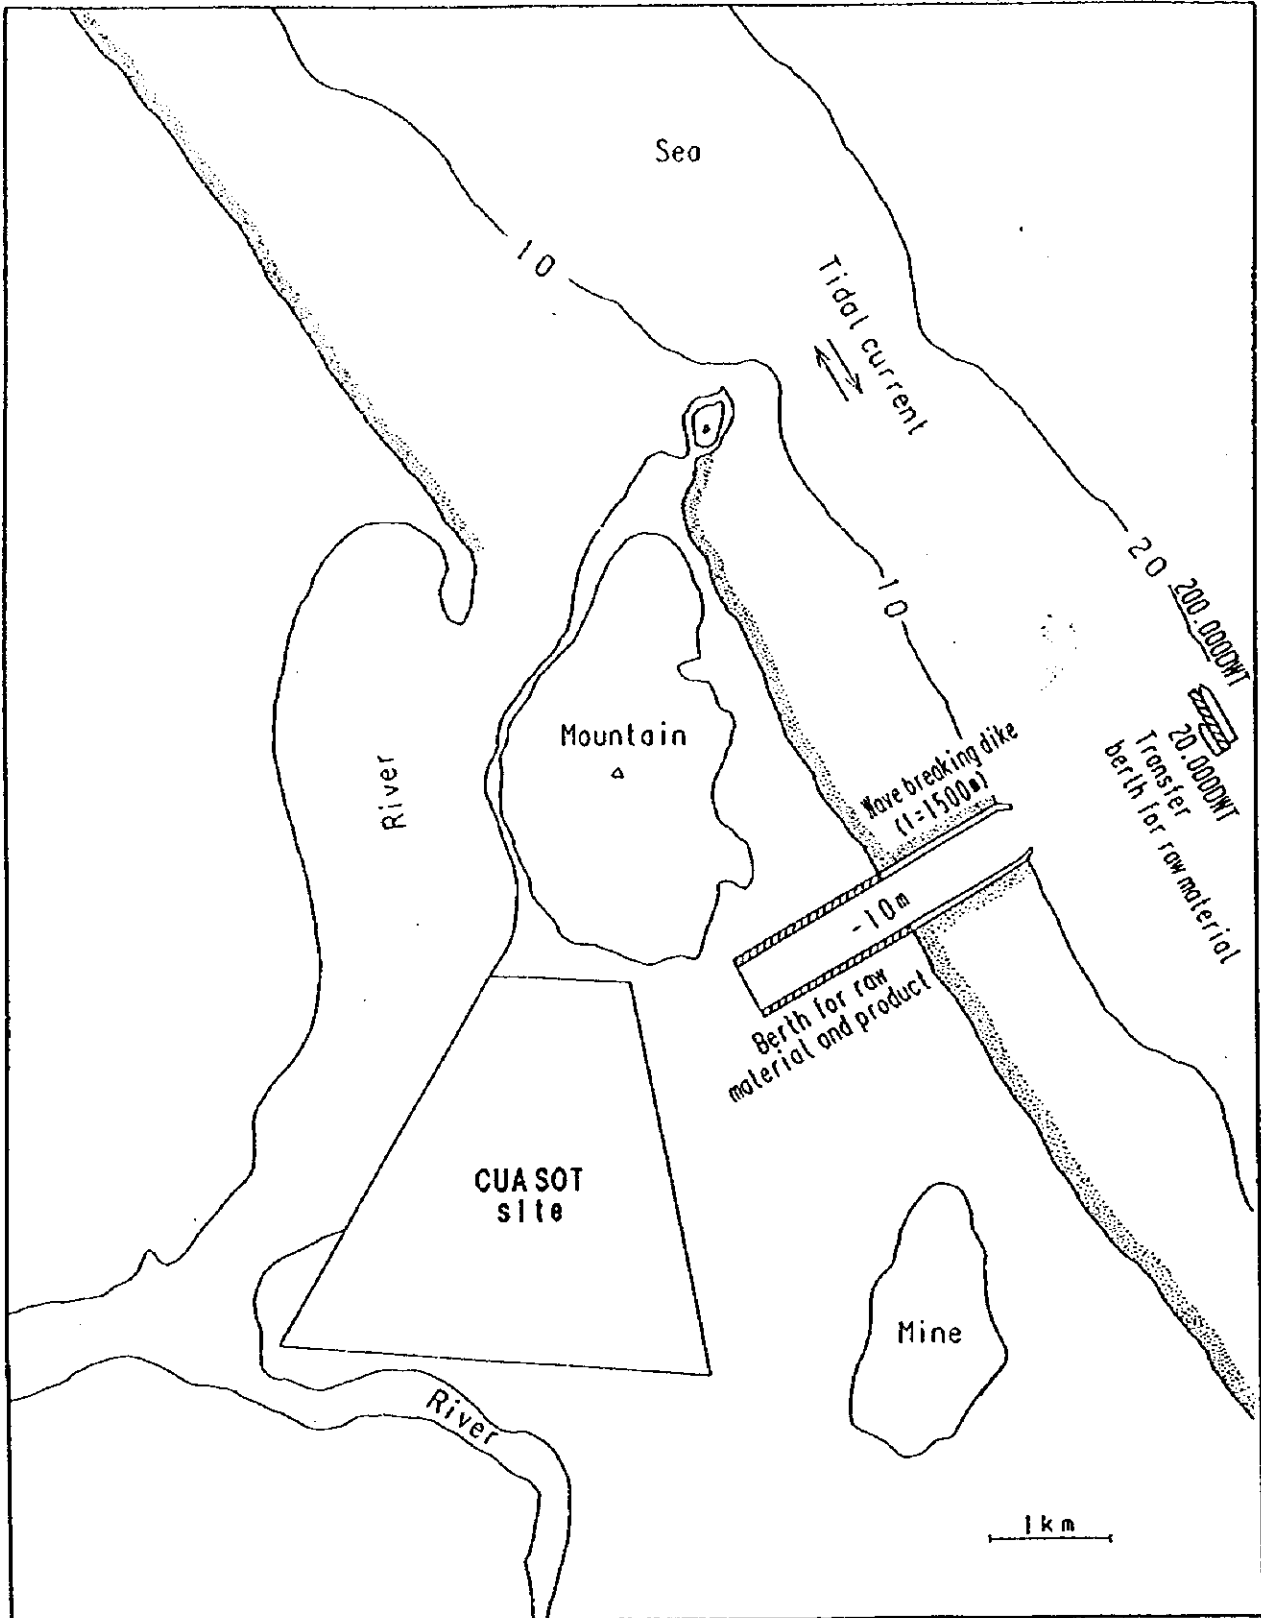 Sea
10
Tidal current
20
10
200.000DWT
20.000DWT
Transfer
berth for raw material
Mountain
River
Wave breaking dike
(l=1500m)
-10m
Berth for raw
material and product
CUA SOT
site
Mine
River
1km